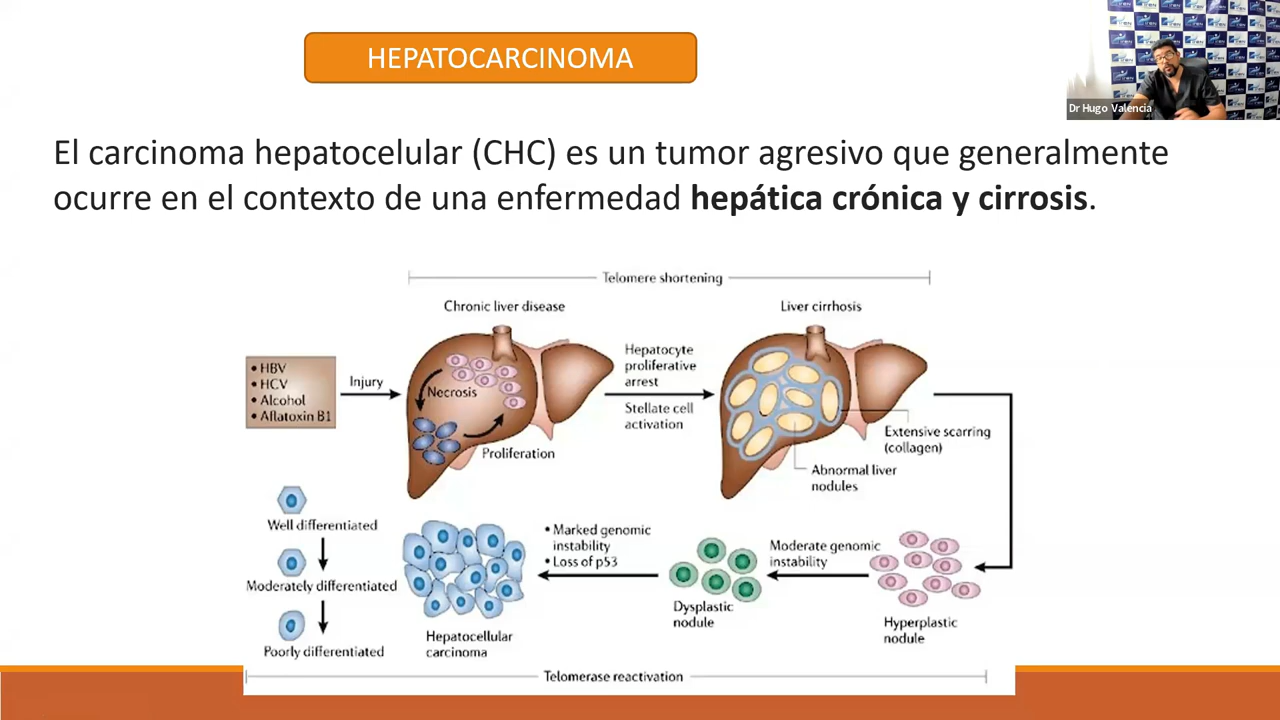 HEPATOCARCINOMA
Dr Hugo Valencia
El carcinoma hepatocelular (CHC) es un tumor agresivo que generalmente
ocurre en el contexto de una enfermedad hepática crónica y cirrosis.
Telomere shortening
Chronic liver disease
Liver cirrhosis
• HBV
• HCV
• Alcohol
• Aflatoxin B1
Injury
Necrosis
Proliferation
Hepatocyte
proliferative
arrest
Stellate cell
activation
Extensive scarring
(collagen)
Abnormal liver
nodules
Well differentiated
Moderately differentiated
Poorly differentiated
Hepatocellular
carcinoma
• Marked genomic
instability
• Loss of p53
Dysplastic
nodule
Moderate genomic
instability
Hyperplastic
nodule
Telomerase reactivation